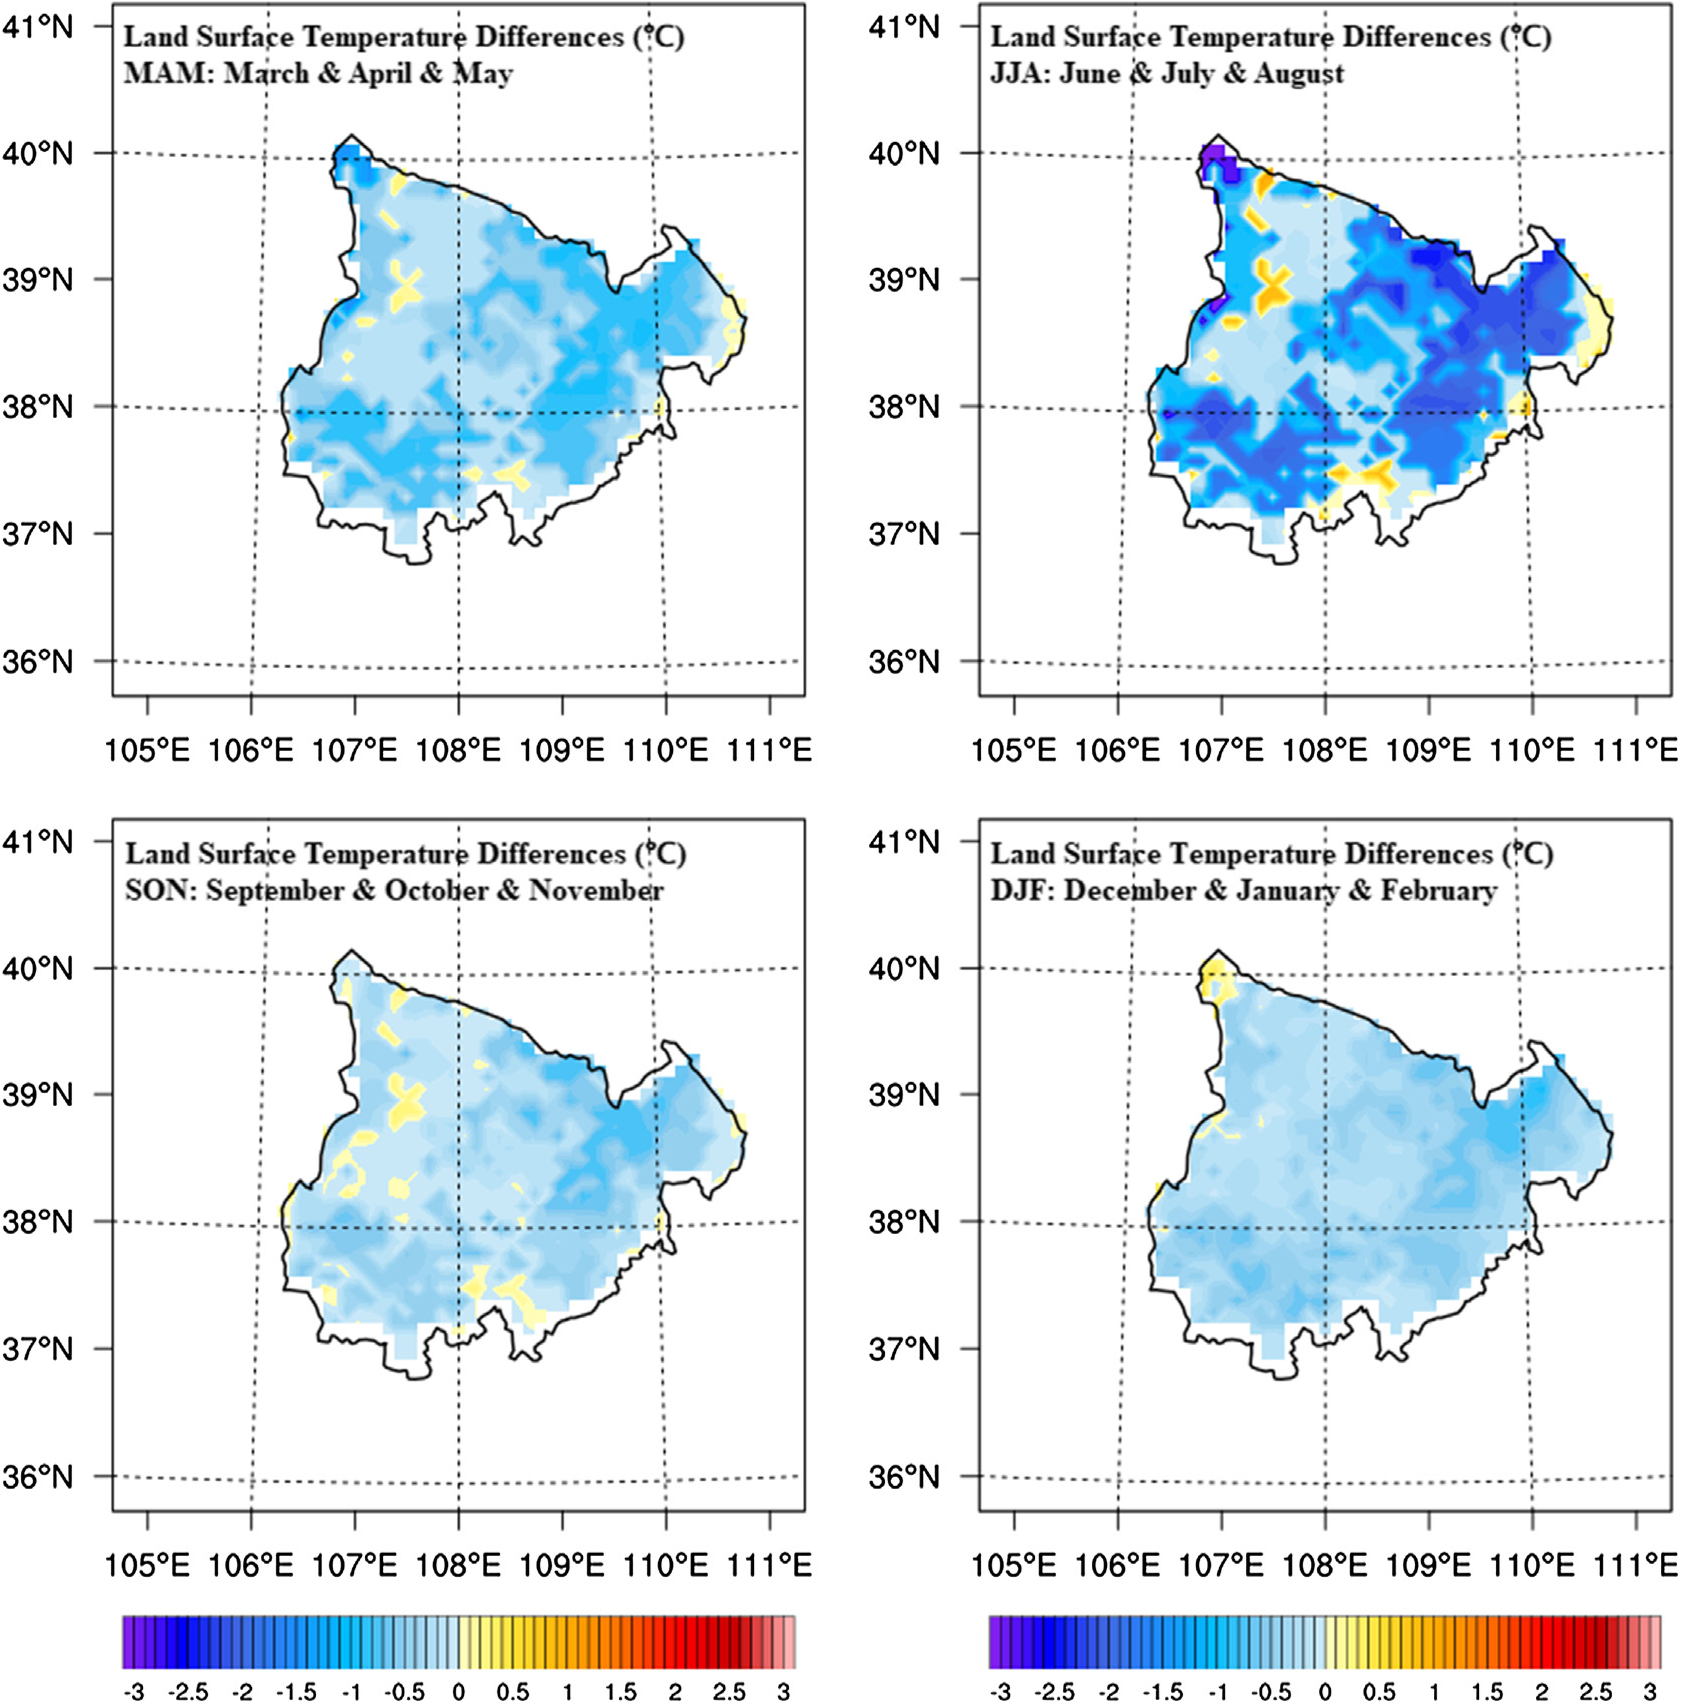 Land Surface Temperature Differences (°C)
MAM: March & April & May
41°N
40°N
39°N
38°N
37°N
36°N
105°E 106°E 107°E 108°E 109°E 110°E 111°E
Land Surface Temperature Differences (°C)
JJA: June & July & August
41°N
40°N
39°N
38°N
37°N
36°N
105°E 106°E 107°E 108°E 109°E 110°E 111°E
Land Surface Temperature Differences (°C)
SON: September & October & November
41°N
40°N
39°N
38°N
37°N
36°N
105°E 106°E 107°E 108°E 109°E 110°E 111°E
Land Surface Temperature Differences (°C)
DJF: December & January & February
41°N
40°N
39°N
38°N
37°N
36°N
105°E 106°E 107°E 108°E 109°E 110°E 111°E
-3 -2.5 -2 -1.5 -1 -0.5 0 0.5 1 1.5 2 2.5 3
-3 -2.5 -2 -1.5 -1 -0.5 0 0.5 1 1.5 2 2.5 3